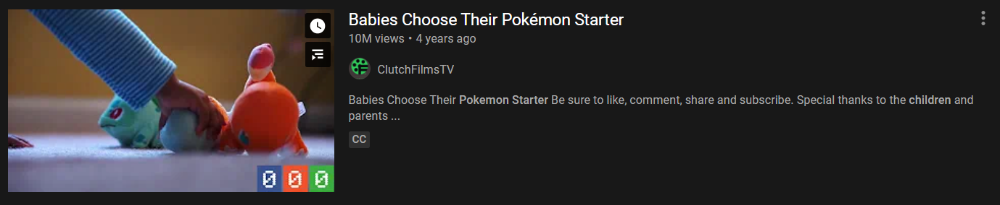 Babies Choose Their Pokémon Starter
10M views • 4 years ago
ClutchFilmsTV
Babies Choose Their Pokemon Starter Be sure to like, comment, share and subscribe. Special thanks to the children and
parents ...
CC
0 0 0